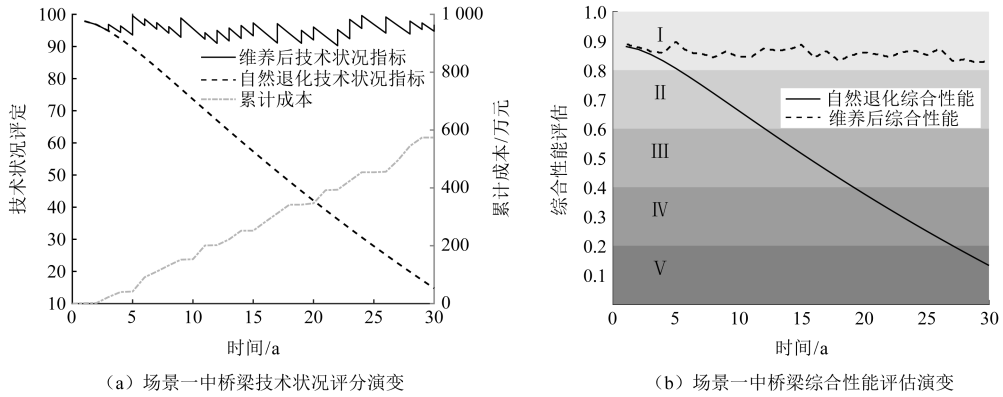 100
90
80
70
60
50
40
30
20
10
技术状况评定
0
5
10
15
20
25
30
时间/a
1 000
800
600
400
200
0
累计成本/万元
维养后技术状况指标
自然退化技术状况指标
累计成本
(a) 场景一中桥梁技术状况评分演变
1.0
0.9
0.8
0.7
0.6
0.5
0.4
0.3
0.2
0.1
综合性能评估
I
II
III
IV
V
自然退化综合性能
维养后综合性能
0
5
10
15
20
25
30
时间/a
(b) 场景一中桥梁综合性能评估演变